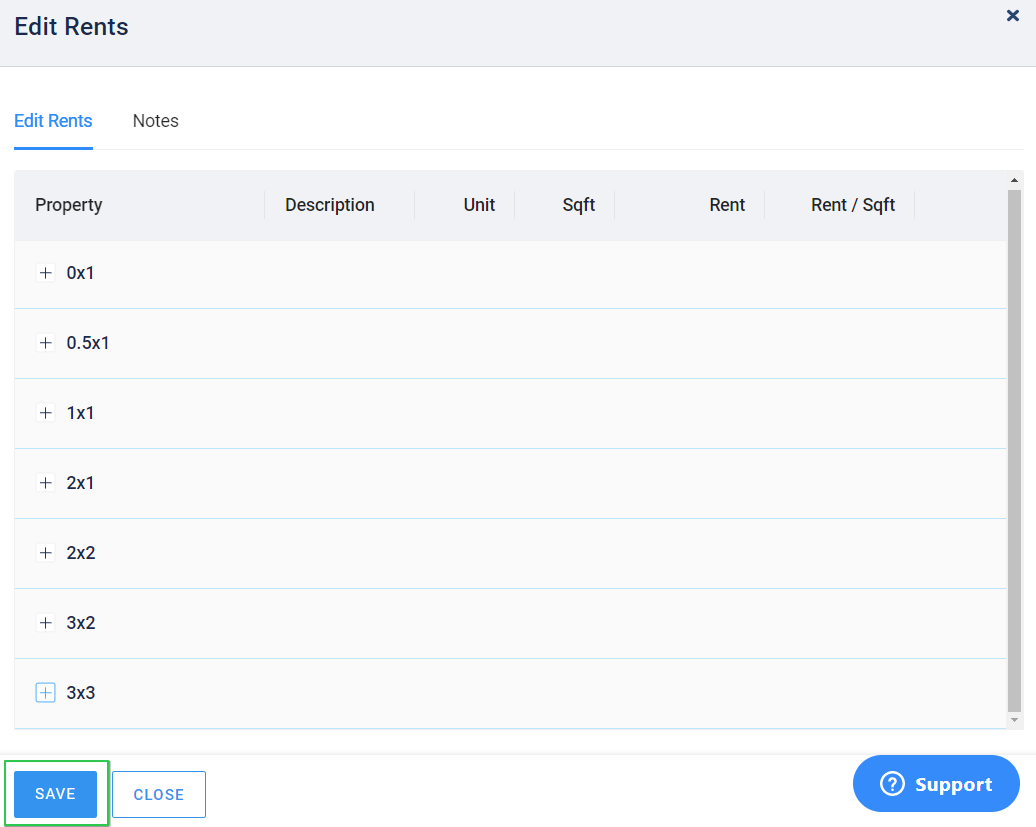 Edit Rents
Edit Rents Notes
Property Description Unit Sqft Rent Rent / Sqft
0x1
0.5x1
1x1
2x1
2x2
3x2
3x3
SAVE CLOSE Support